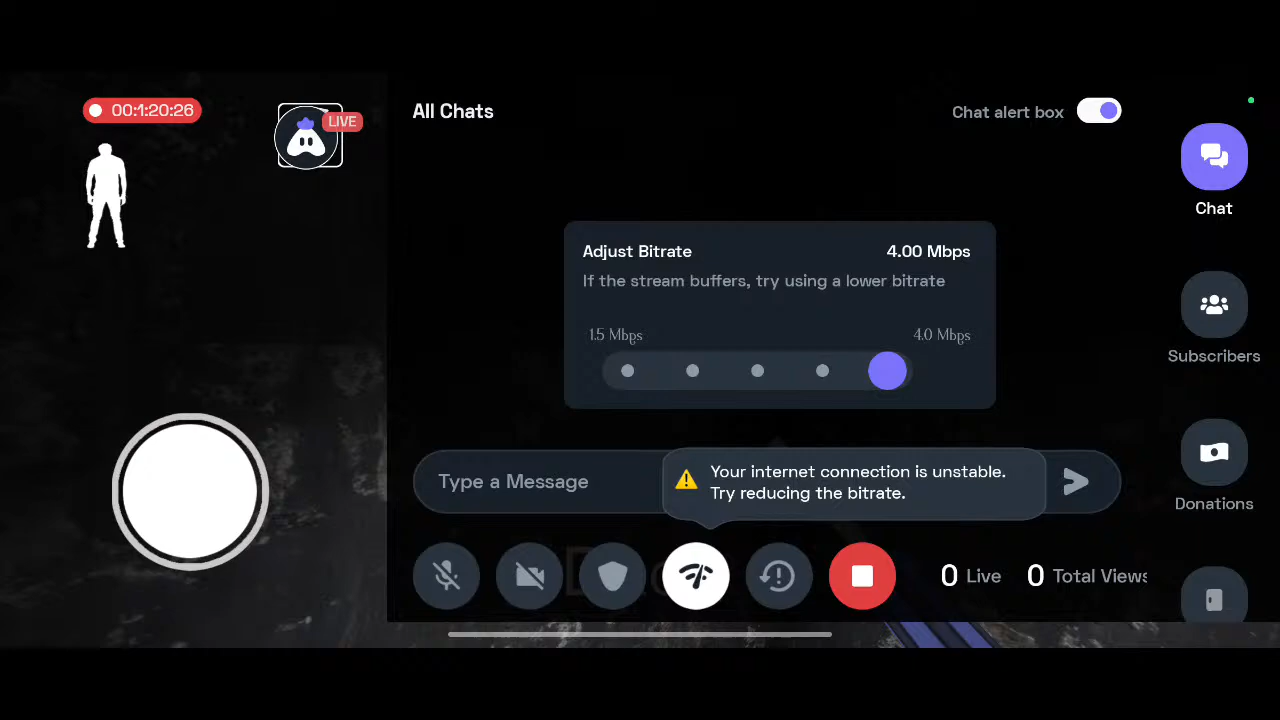 00:1:20:26
LIVE
All Chats
Chat alert box
Chat
Adjust Bitrate
4.00 Mbps
If the stream buffers, try using a lower bitrate
1.5 Mbps
4.0 Mbps
Subscribers
Type a Message
Your internet connection is unstable.
Try reducing the bitrate.
Donations
0 Live
0 Total Views